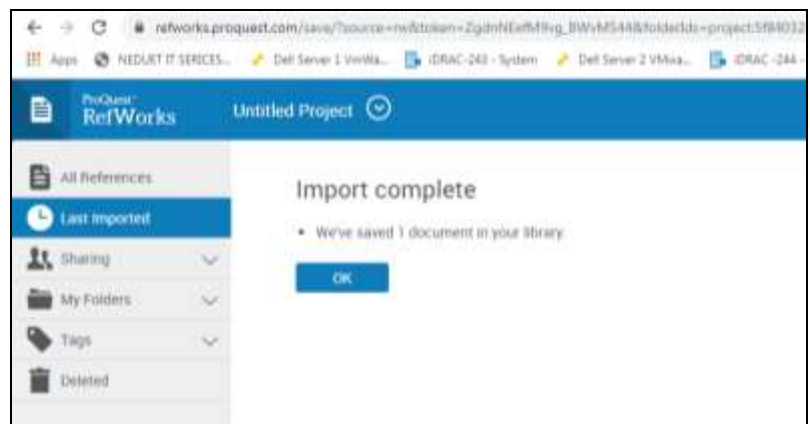 refworks.proquest.com/save/?source=rw&token=
Apps NEDUET IT SERICES... Dell Server 1 VmWa... iDRAC-243 - System Dell Server 2 VMwa... iDRAC -244 -
ProQuest
RefWorks
Untitled Project
All References
Last Imported
Sharing
My Folders
Tags
Deleted
Import complete
We've saved 1 document in your library.
OK